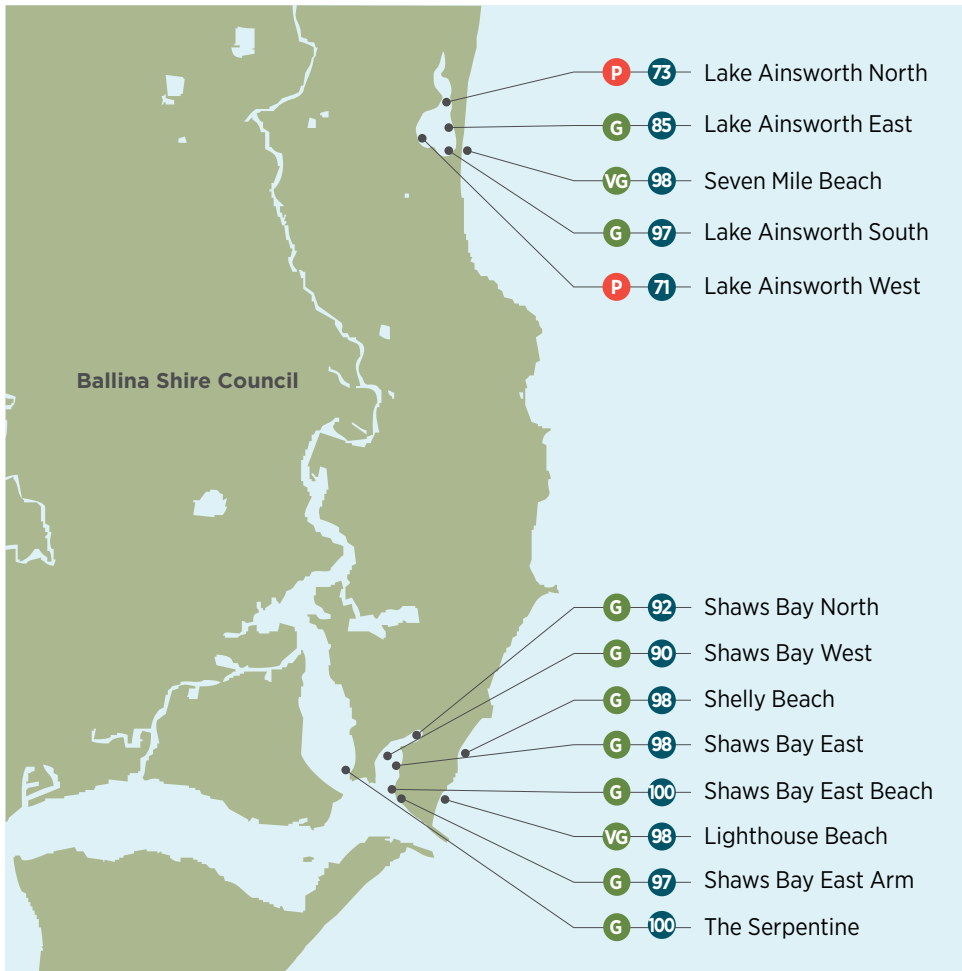 P 73 Lake Ainsworth North
G 85 Lake Ainsworth East
VG 98 Seven Mile Beach
G 97 Lake Ainsworth South
P 71 Lake Ainsworth West
Ballina Shire Council
G 92 Shaws Bay North
G 90 Shaws Bay West
G 98 Shelly Beach
G 98 Shaws Bay East
G 100 Shaws Bay East Beach
VG 98 Lighthouse Beach
G 97 Shaws Bay East Arm
G 100 The Serpentine